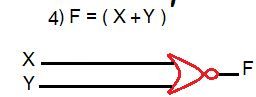 4) F = ( X + Y )
X
Y
F